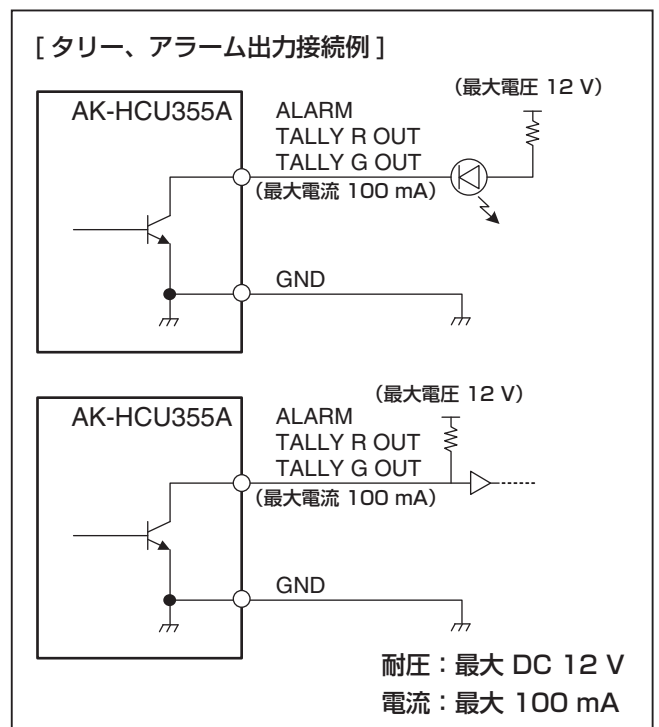 [ タリー、アラーム出力接続例 ]
(最大電圧 12 V)
AK-HCU355A
ALARM
TALLY R OUT
TALLY G OUT
(最大電流 100 mA)
GND
(最大電圧 12 V)
AK-HCU355A
ALARM
TALLY R OUT
TALLY G OUT
(最大電流 100 mA)
GND
耐圧：最大 DC 12 V
電流：最大 100 mA